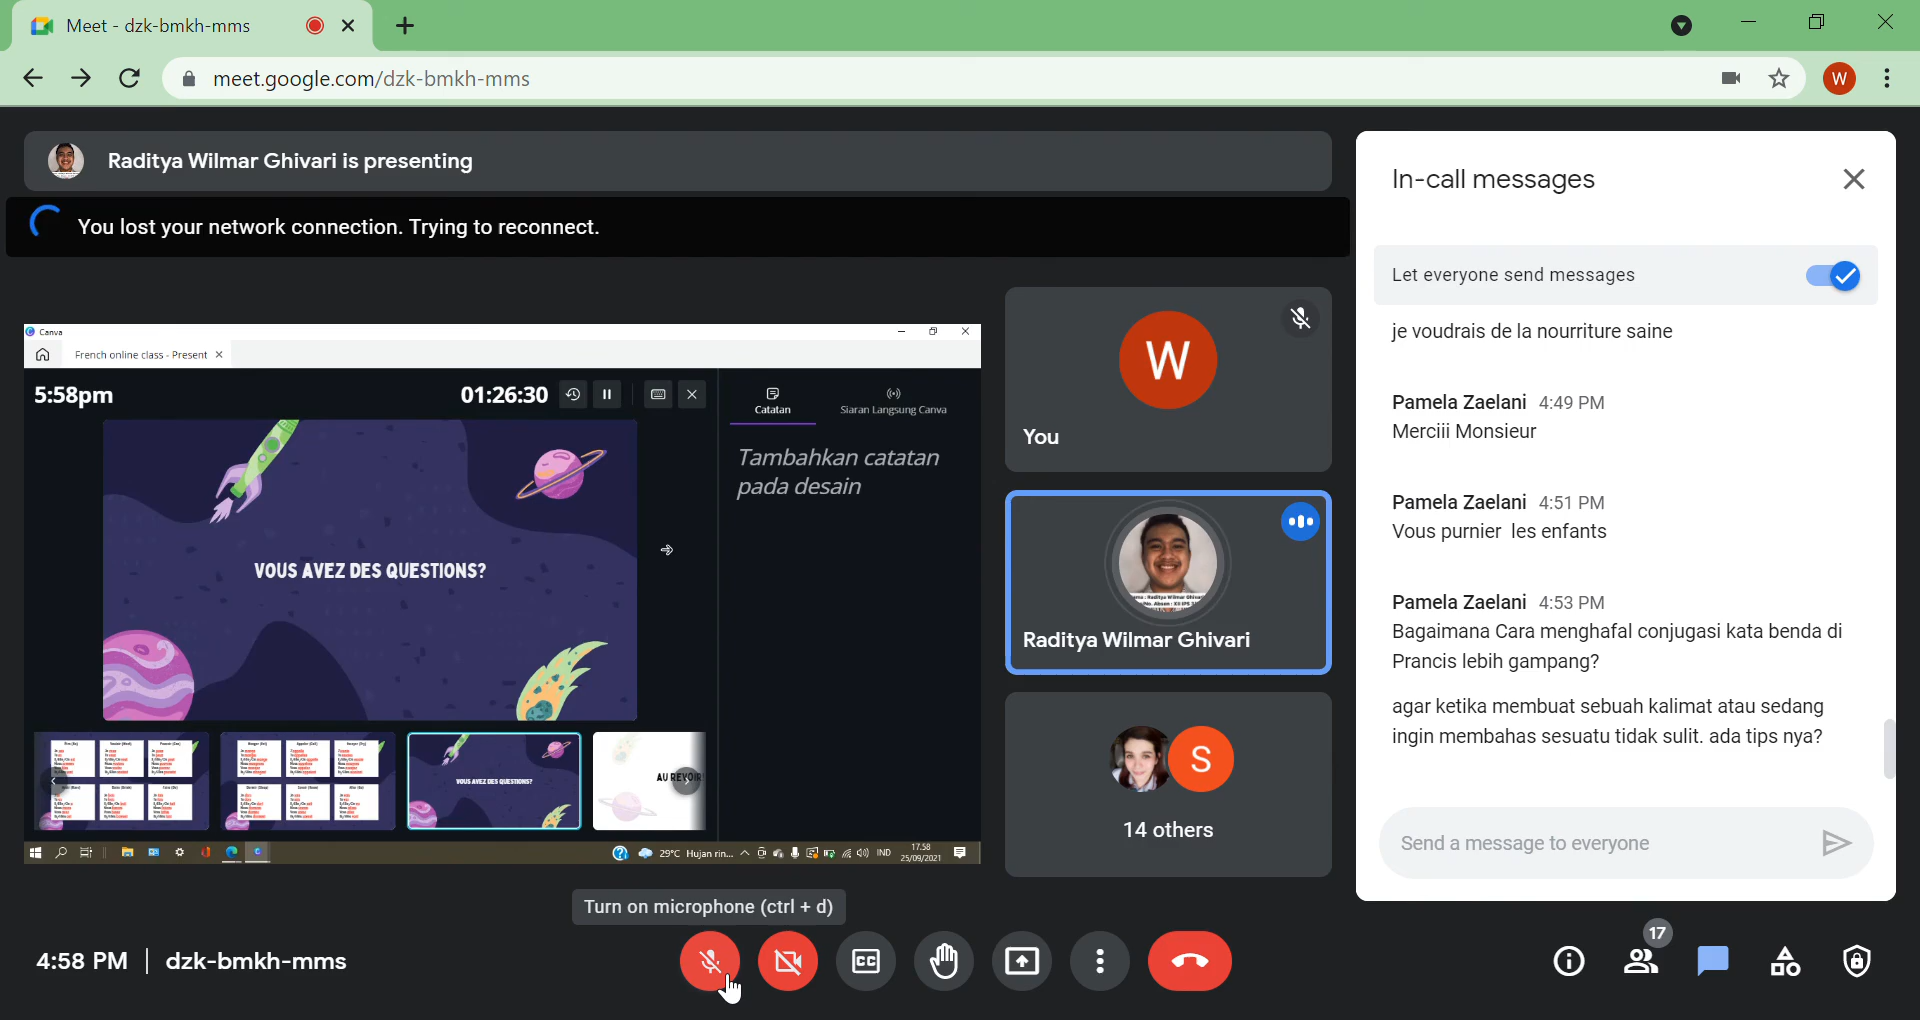 Meet - dzk-bmkh-mms
meet.google.com/dzk-bmkh-mms
W
Raditya Wilmar Ghivari is presenting
You lost your network connection. Trying to reconnect.
Canva
French online class - Present
5:58pm
01:26:30
Catatan
Siaran Langsung Canva
Tambahkan catatan
pada desain
VOUS AVEZ DES QUESTIONS?
VOUS AVEZ DES QUESTIONS?
AU REVOIR
29°C Hujan rin...
IND
17.58
25/09/2021
W
You
Raditya Wilmar Ghivari
S
14 others
In-call messages
Let everyone send messages
je voudrais de la nourriture saine
Pamela Zaelani 4:49 PM
Merciii Monsieur
Pamela Zaelani 4:51 PM
Vous purnier les enfants
Pamela Zaelani 4:53 PM
Bagaimana Cara menghafal conjugasi kata benda di
Prancis lebih gampang?
agar ketika membuat sebuah kalimat atau sedang
ingin membahas sesuatu tidak sulit. ada tips nya?
Send a message to everyone
Turn on microphone (ctrl + d)
4:58 PM | dzk-bmkh-mms
CC
17